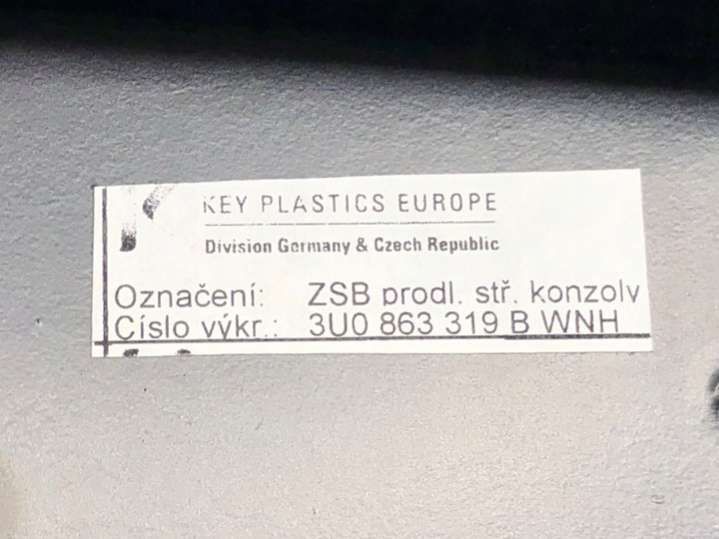 KEY PLASTICS EUROPE
Division Germany & Czech Republic
Označení: ZSB prodl. stř. konzoly
Číslo výkr.: 3U0 863 319 B WNH